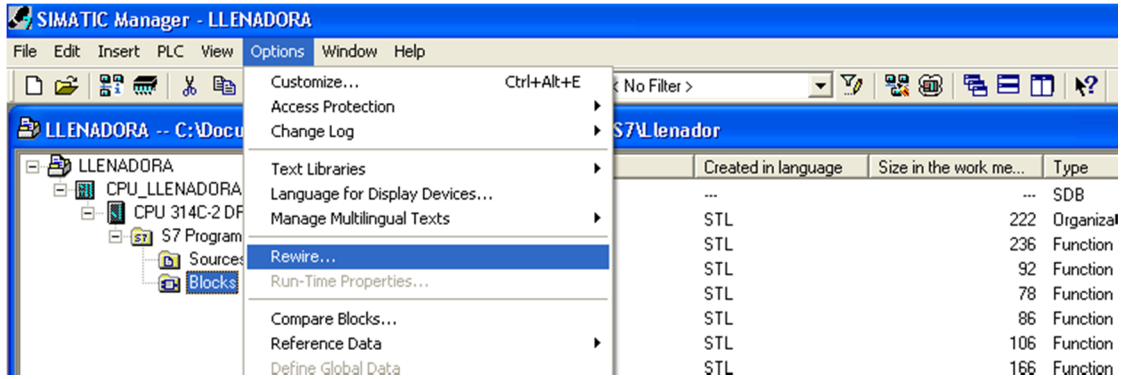 SIMATIC Manager - LLENADORA
File Edit Insert PLC View Options Window Help
Customize... Ctrl+Alt+E
< No Filter >
Access Protection
Change Log
LLENADORA -- C:\Docu
S7\Llenador
Text Libraries
Language for Display Devices...
Manage Multilingual Texts
Rewire...
Run-Time Properties...
Compare Blocks...
Reference Data
Define Global Data
LLENADORA
CPU_LLENADORA
CPU 314C-2 DP
S7 Program
Sources
Blocks
Created in language Size in the work me... Type
--- --- SDB
STL 222 Organiza
STL 236 Function
STL 92 Function
STL 78 Function
STL 86 Function
STL 106 Function
STL 166 Function